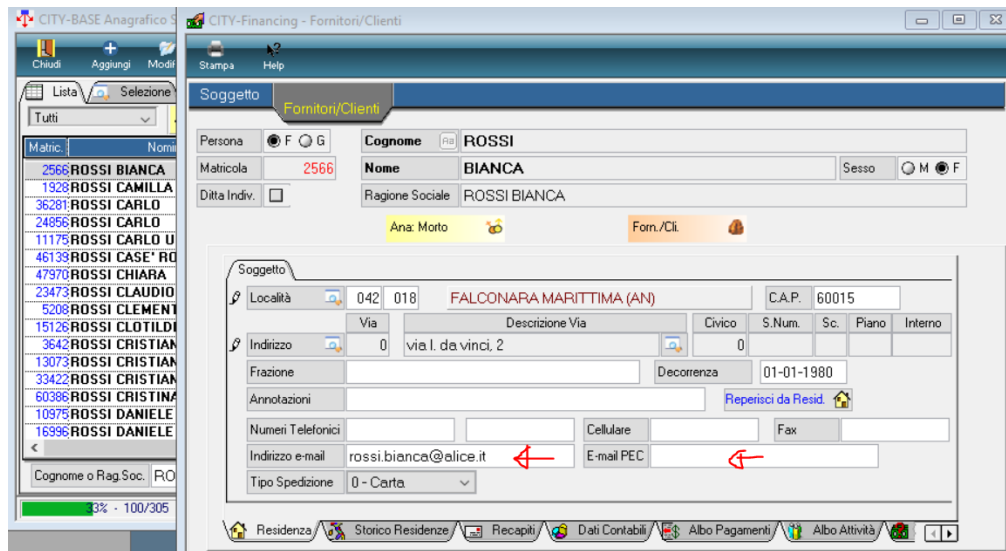 CITY-BASE Anagrafico S
Chiudi Aggiungi Modif
Lista Selezione
Tutti
Matric. Nomi
2566 ROSSI BIANCA
1928 ROSSI CAMILLA
36281 ROSSI CARLO
24856 ROSSI CARLO
11175 ROSSI CARLO U
46139 ROSSI CASE' RO
47970 ROSSI CHIARA
23473 ROSSI CLAUDIO
5208 ROSSI CLEMENT
15126 ROSSI CLOTILDE
3642 ROSSI CRISTIAN
13073 ROSSI CRISTIAN
33422 ROSSI CRISTIAN
60386 ROSSI CRISTINA
10975 ROSSI DANIELE
16996 ROSSI DANIELE
Cognome o Rag.Soc. RO
33% - 100/305
CITY-Financing - Fornitori/Clienti
Stampa Help
Soggetto Fornitori/Clienti
Persona F G Cognome Aa ROSSI
Matricola 2566 Nome BIANCA Sesso M F
Ditta Indiv. Ragione Sociale ROSSI BIANCA
Ana: Morto Forn./Cli.
Soggetto
Località 042 018 FALCONARA MARITTIMA (AN) C.A.P. 60015
Via Descrizione Via Civico S.Num. Sc. Piano Interno
Indirizzo 0 via l. da vinci, 2 0
Frazione Decorrenza 01-01-1980
Annotazioni Reperisci da Resid.
Numeri Telefonici Cellulare Fax
Indirizzo e-mail rossi.bianca@alice.it E-mail PEC
Tipo Spedizione 0 - Carta
Residenza Storico Residenze Recapiti Dati Contabili Albo Pagamenti Albo Attività